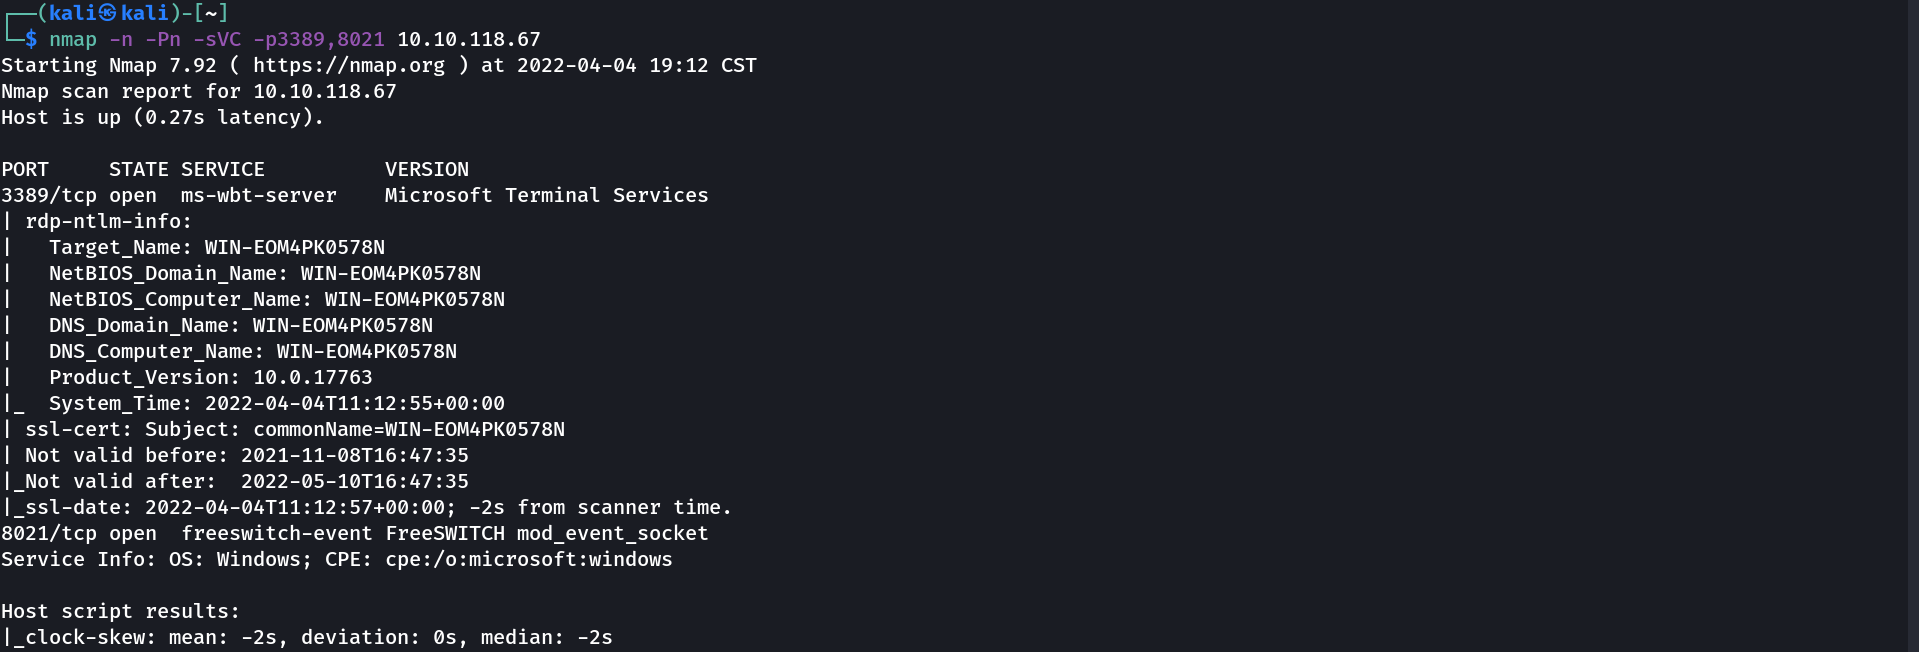 ┌──(kali㉿kali)-[~]
└─$ nmap -n -Pn -sVC -p3389,8021 10.10.118.67
Starting Nmap 7.92 ( https://nmap.org ) at 2022-04-04 19:12 CST
Nmap scan report for 10.10.118.67
Host is up (0.27s latency).

PORT     STATE SERVICE          VERSION
3389/tcp open  ms-wbt-server    Microsoft Terminal Services
| rdp-ntlm-info:
|   Target_Name: WIN-EOM4PK0578N
|   NetBIOS_Domain_Name: WIN-EOM4PK0578N
|   NetBIOS_Computer_Name: WIN-EOM4PK0578N
|   DNS_Domain_Name: WIN-EOM4PK0578N
|   DNS_Computer_Name: WIN-EOM4PK0578N
|   Product_Version: 10.0.17763
|_  System_Time: 2022-04-04T11:12:55+00:00
| ssl-cert: Subject: commonName=WIN-EOM4PK0578N
| Not valid before: 2021-11-08T16:47:35
|_Not valid after:  2022-05-10T16:47:35
|_ssl-date: 2022-04-04T11:12:57+00:00; -2s from scanner time.
8021/tcp open  freeswitch-event FreeSWITCH mod_event_socket
Service Info: OS: Windows; CPE: cpe:/o:microsoft:windows

Host script results:
|_clock-skew: mean: -2s, deviation: 0s, median: -2s